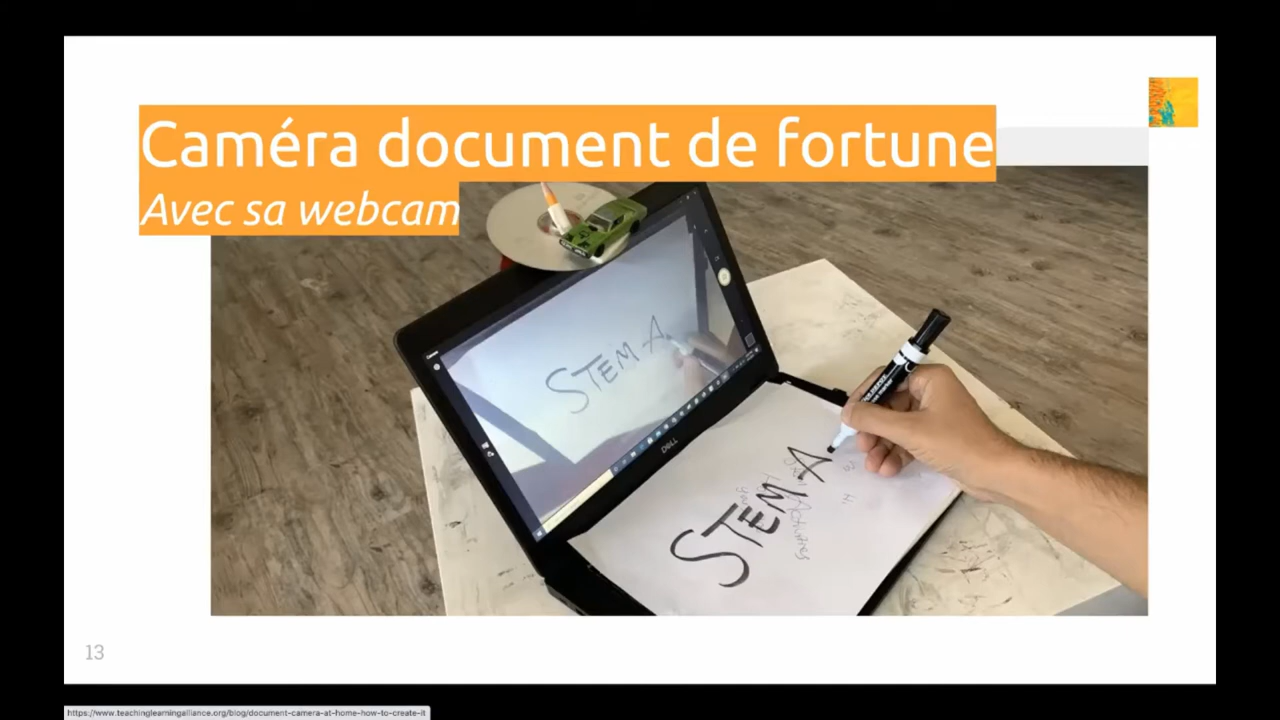 Caméra document de fortune
Avec sa webcam
STEM A
DELL
STEM A
13
https://www.teachinglearningalliance.org/blog/document-camera-at-home-how-to-create-it